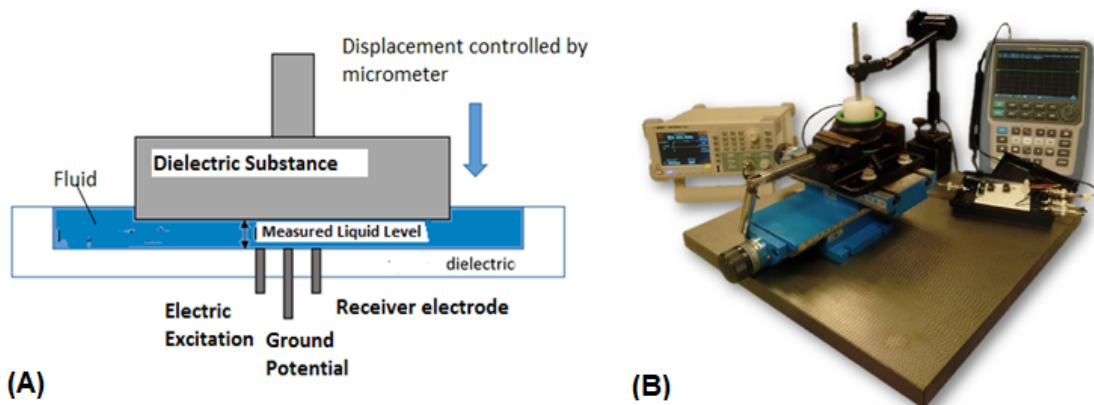 Displacement controlled by
micrometer
Dielectric Substance
Fluid
Measured Liquid Level
dielectric
Electric
Excitation
Receiver electrode
Ground
Potential
(A)
(B)